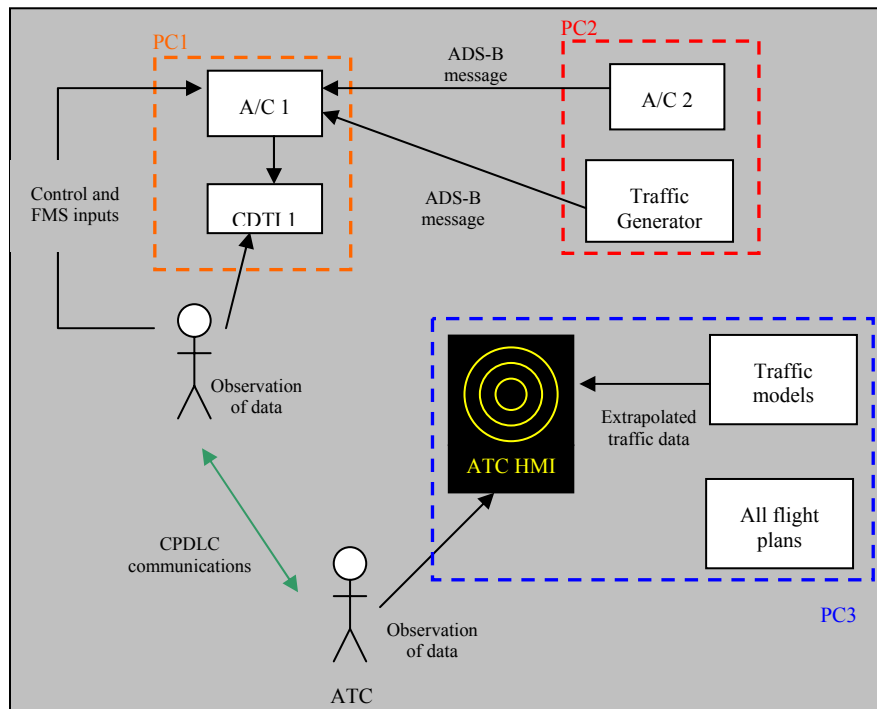 PC1
PC2
ADS-B
message
A/C 1
A/C 2
Control and
FMS inputs
CDTI 1
ADS-B
message
Traffic
Generator
Observation
of data
Traffic
models
Extrapolated
traffic data
ATC HMI
All flight
plans
CPDLC
communications
Observation
of data
PC3
ATC